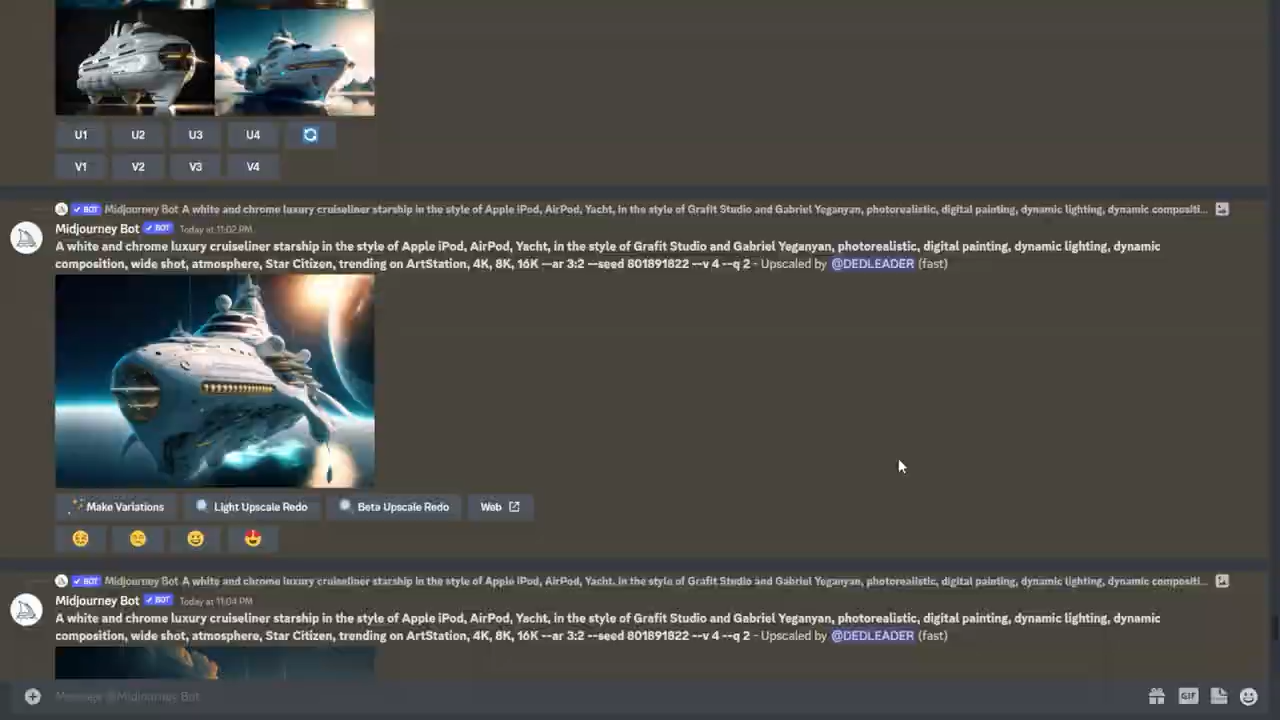 U1 U2 U3 U4
V1 V2 V3 V4
BOT Midjourney Bot A white and chrome luxury cruiseliner starship in the style of Apple iPod, AirPod, Yacht, in the style of Grafit Studio and Gabriel Yeganyan, photorealistic, digital painting, dynamic lighting, dynamic compositi...
Midjourney Bot BOT Today at 11:02 PM
A white and chrome luxury cruiseliner starship in the style of Apple iPod, AirPod, Yacht, in the style of Grafit Studio and Gabriel Yeganyan, photorealistic, digital painting, dynamic lighting, dynamic
composition, wide shot, atmosphere, Star Citizen, trending on ArtStation, 4K, 8K, 16K --ar 3:2 --seed 801891822 --v 4 --q 2 - Upscaled by @DEDLEADER (fast)
Make Variations Light Upscale Redo Beta Upscale Redo Web
BOT Midjourney Bot A white and chrome luxury cruiseliner starship in the style of Apple iPod, AirPod, Yacht, in the style of Grafit Studio and Gabriel Yeganyan, photorealistic, digital painting, dynamic lighting, dynamic compositi...
Midjourney Bot BOT Today at 11:04 PM
A white and chrome luxury cruiseliner starship in the style of Apple iPod, AirPod, Yacht, in the style of Grafit Studio and Gabriel Yeganyan, photorealistic, digital painting, dynamic lighting, dynamic
composition, wide shot, atmosphere, Star Citizen, trending on ArtStation, 4K, 8K, 16K --ar 3:2 --seed 801891822 --v 4 --q 2 - Upscaled by @DEDLEADER (fast)
Message @Midjourney Bot
GIF